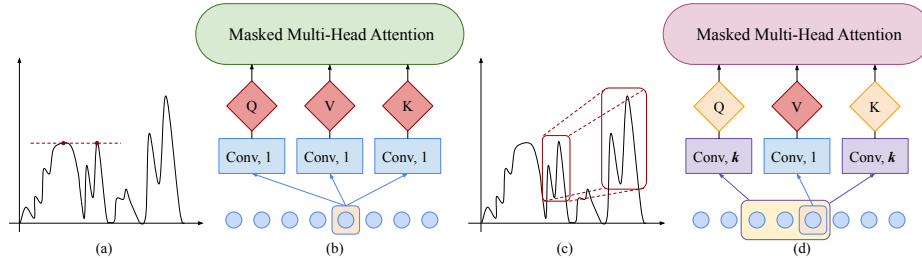 Masked Multi-Head Attention
Q
V
K
Conv, 1
Conv, 1
Conv, 1
(a)
(b)
Masked Multi-Head Attention
Q
V
K
Conv, k
Conv, 1
Conv, k
(c)
(d)